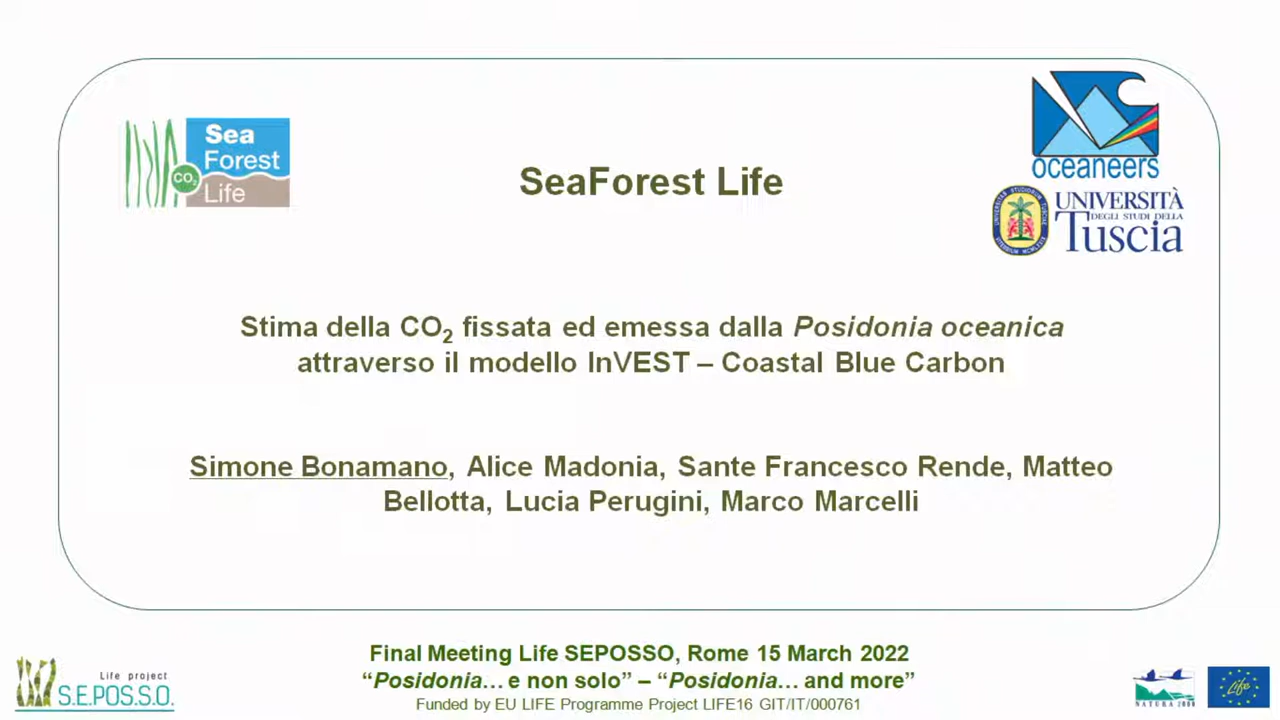 Sea
Forest
Life
CO2
SeaForest Life
oceaneers
UNIVERSITÀ
DEGLI STUDI DELLA
Tuscia
Stima della CO₂ fissata ed emessa dalla Posidonia oceanica
attraverso il modello InVEST – Coastal Blue Carbon
Simone Bonamano, Alice Madonia, Sante Francesco Rende, Matteo
Bellotta, Lucia Perugini, Marco Marcelli
Final Meeting Life SEPOSSO, Rome 15 March 2022
“Posidonia… e non solo” – “Posidonia… and more”
Funded by EU LIFE Programme Project LIFE16 GIT/IT/000761
Life project
S.E.POS.S.O.
NATURA 2000
Life